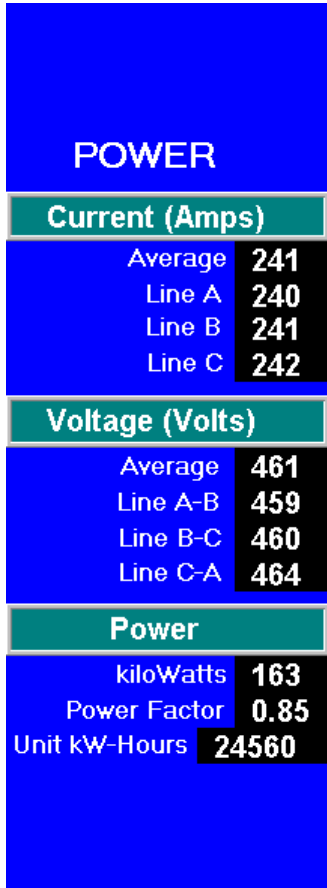 POWER
Current (Amps)
Average 241
Line A 240
Line B 241
Line C 242
Voltage (Volts)
Average 461
Line A-B 459
Line B-C 460
Line C-A 464
Power
kiloWatts 163
Power Factor 0.85
Unit kW-Hours 24560